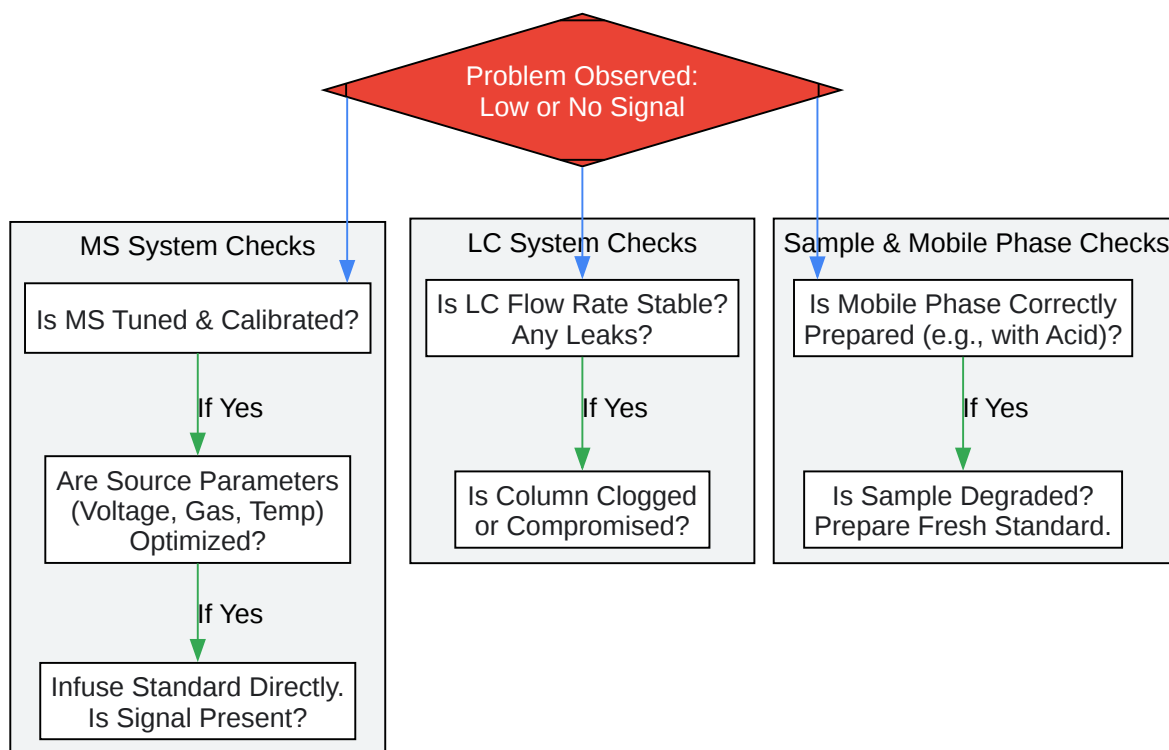 Problem Observed:
Low or No Signal
MS System Checks
Is MS Tuned & Calibrated?
If Yes
Are Source Parameters
(Voltage, Gas, Temp)
Optimized?
If Yes
Infuse Standard Directly.
Is Signal Present?
LC System Checks
Is LC Flow Rate Stable?
Any Leaks?
If Yes
Is Column Clogged
or Compromised?
Sample & Mobile Phase Checks
Is Mobile Phase Correctly
Prepared (e.g., with Acid)?
If Yes
Is Sample Degraded?
Prepare Fresh Standard.